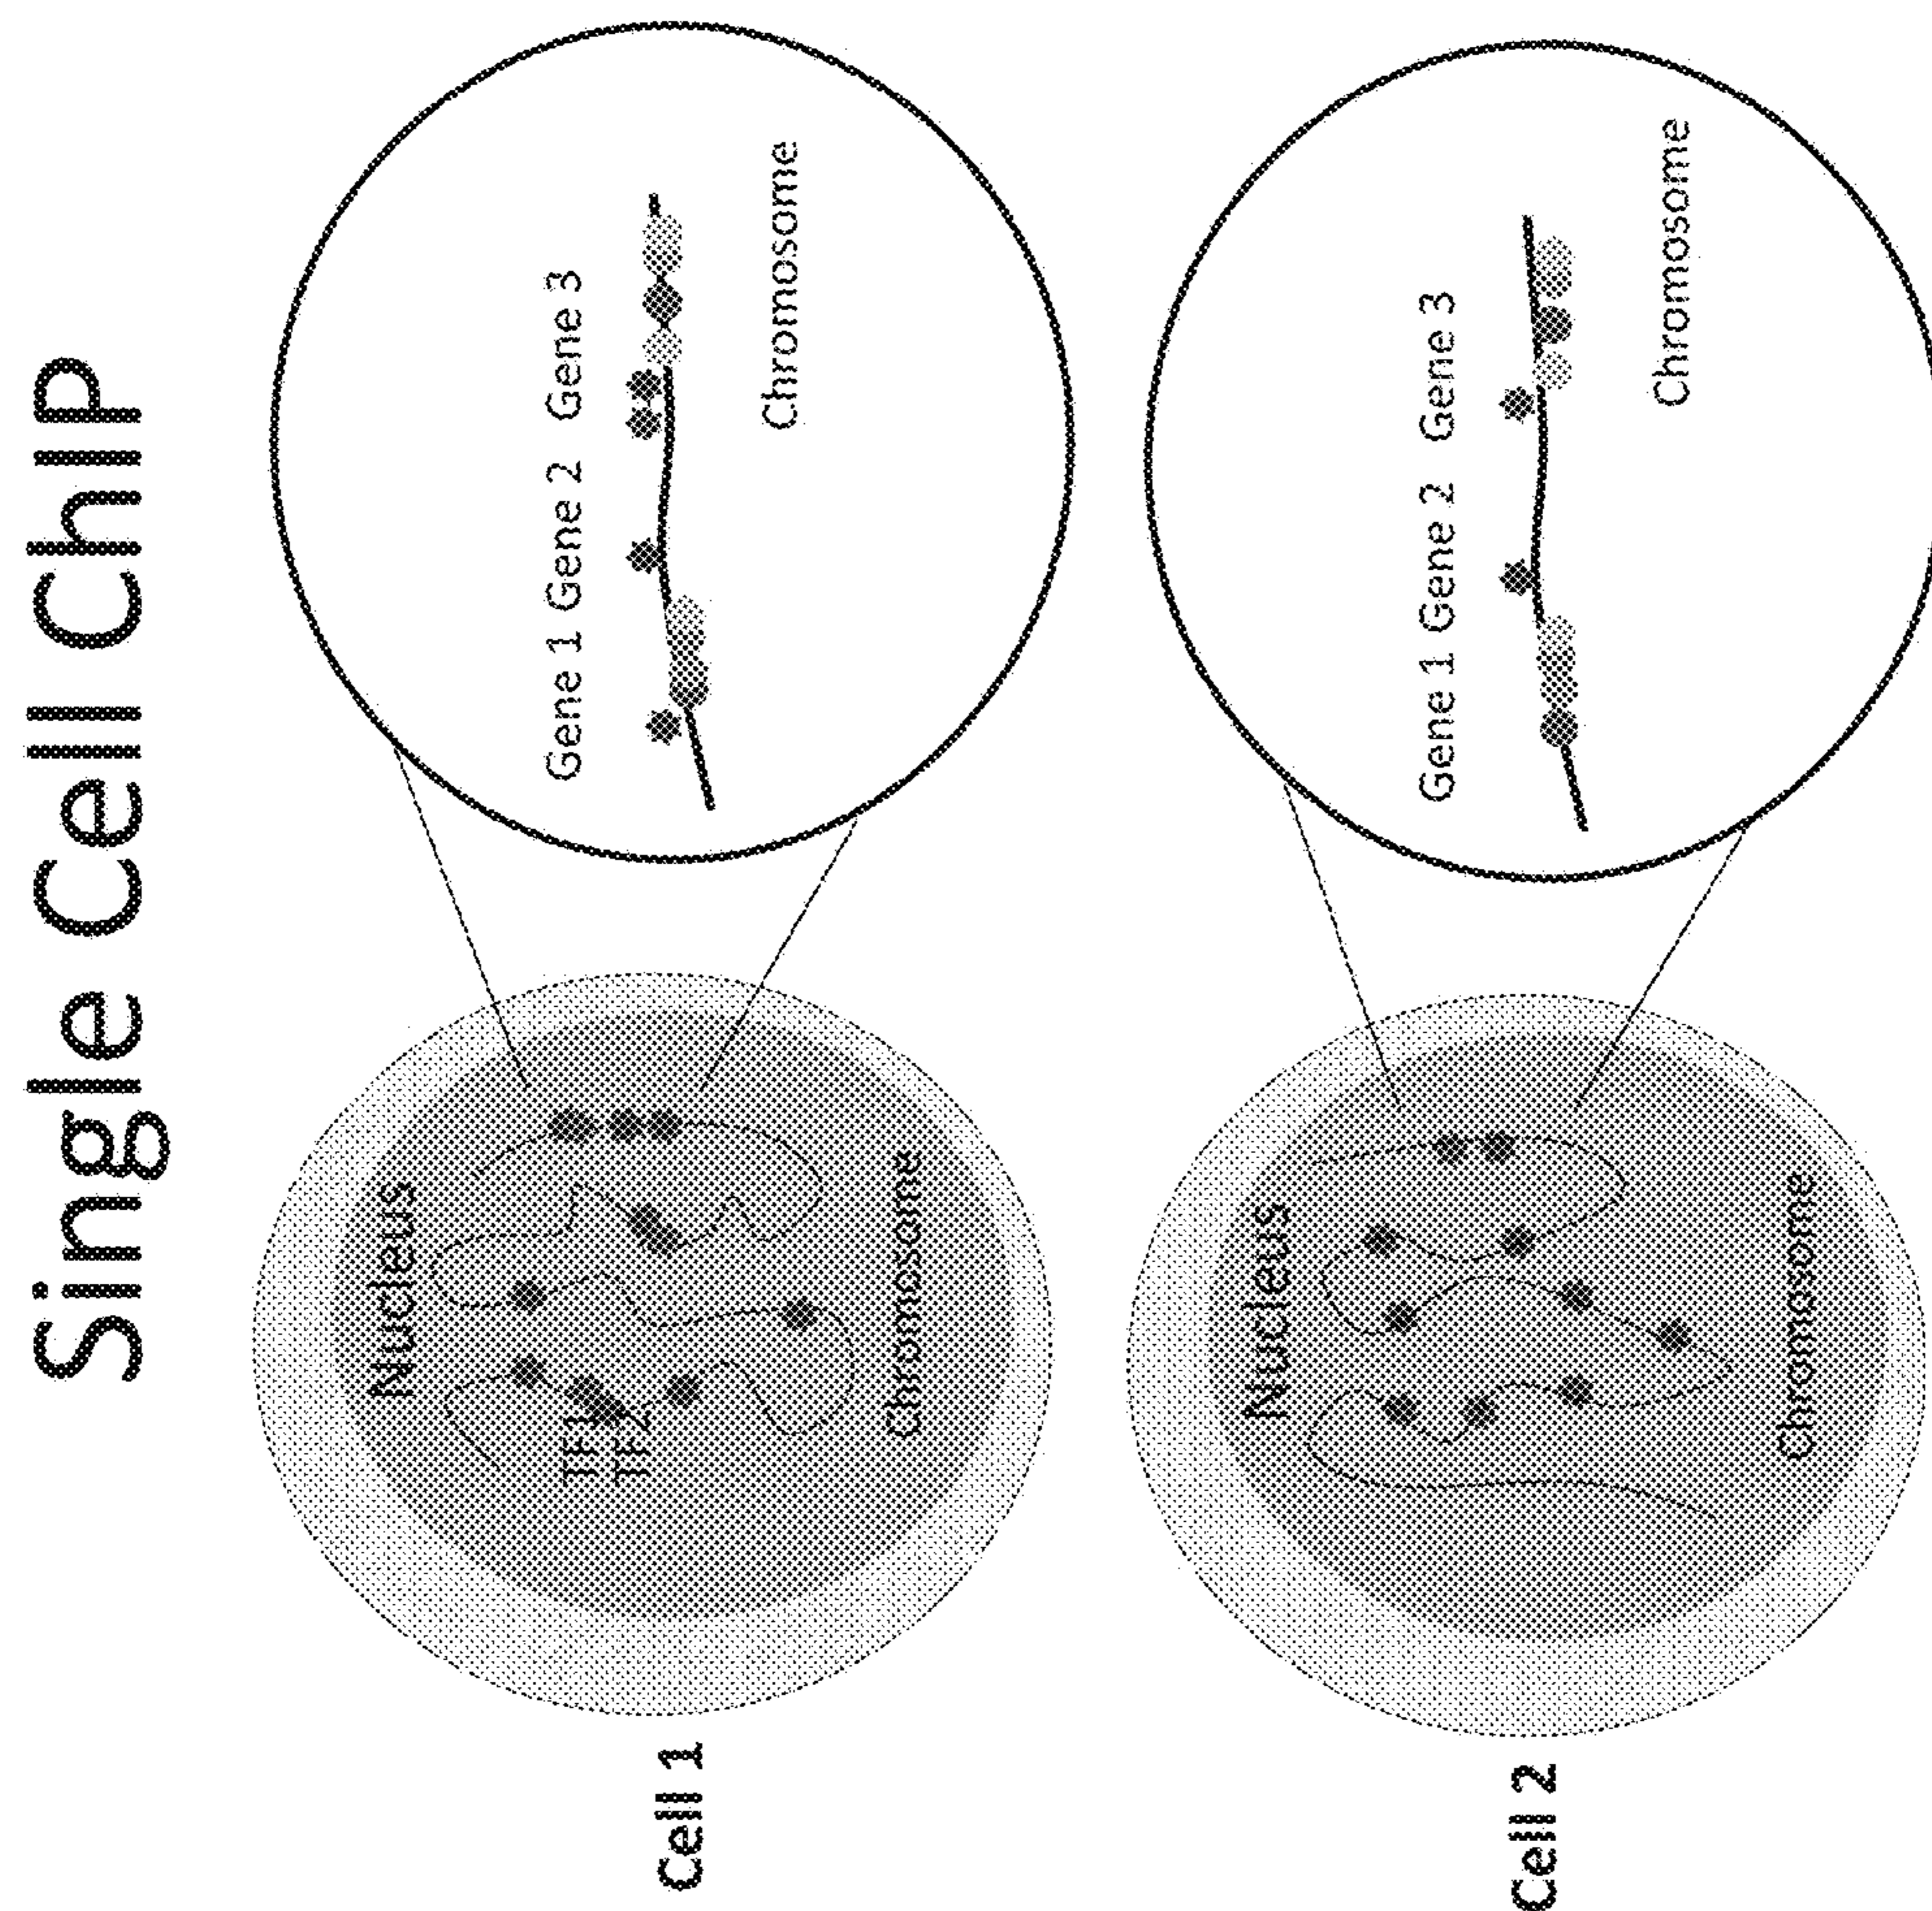 Single Cell ChIP
Cell 1
Nucleus
TF1
TF2
Chromosome
Gene 1 Gene 2 Gene 3
Chromosome
Cell 2
Nucleus
Chromosome
Gene 1 Gene 2 Gene 3
Chromosome